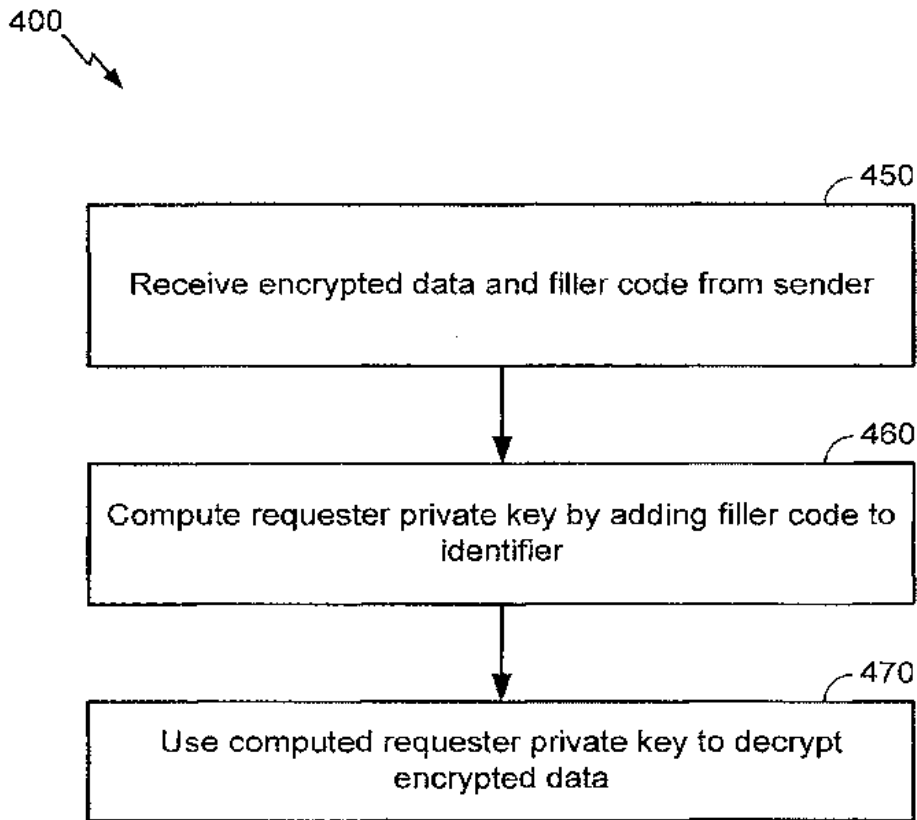 400
450
Receive encrypted data and filler code from sender
460
Compute requester private key by adding filler code to
identifier
470
Use computed requester private key to decrypt
encrypted data